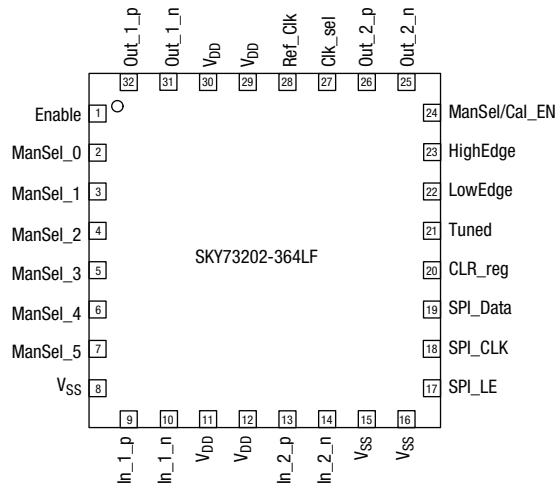 Out_1_p
Out_1_n
VDD
VDD
Ref_Clk
Clk_sel
Out_2_p
Out_2_n
32
31
30
29
28
27
26
25
Enable
1
24
ManSel/Cal_EN
ManSel_0
2
23
HighEdge
ManSel_1
3
22
LowEdge
ManSel_2
4
21
Tuned
SKY73202-364LF
ManSel_3
5
20
CLR_reg
ManSel_4
6
19
SPI_Data
ManSel_5
7
18
SPI_CLK
VSS
8
17
SPI_LE
9
10
11
12
13
14
15
16
In_1_p
In_1_n
VDD
VDD
In_2_p
In_2_n
VSS
VSS